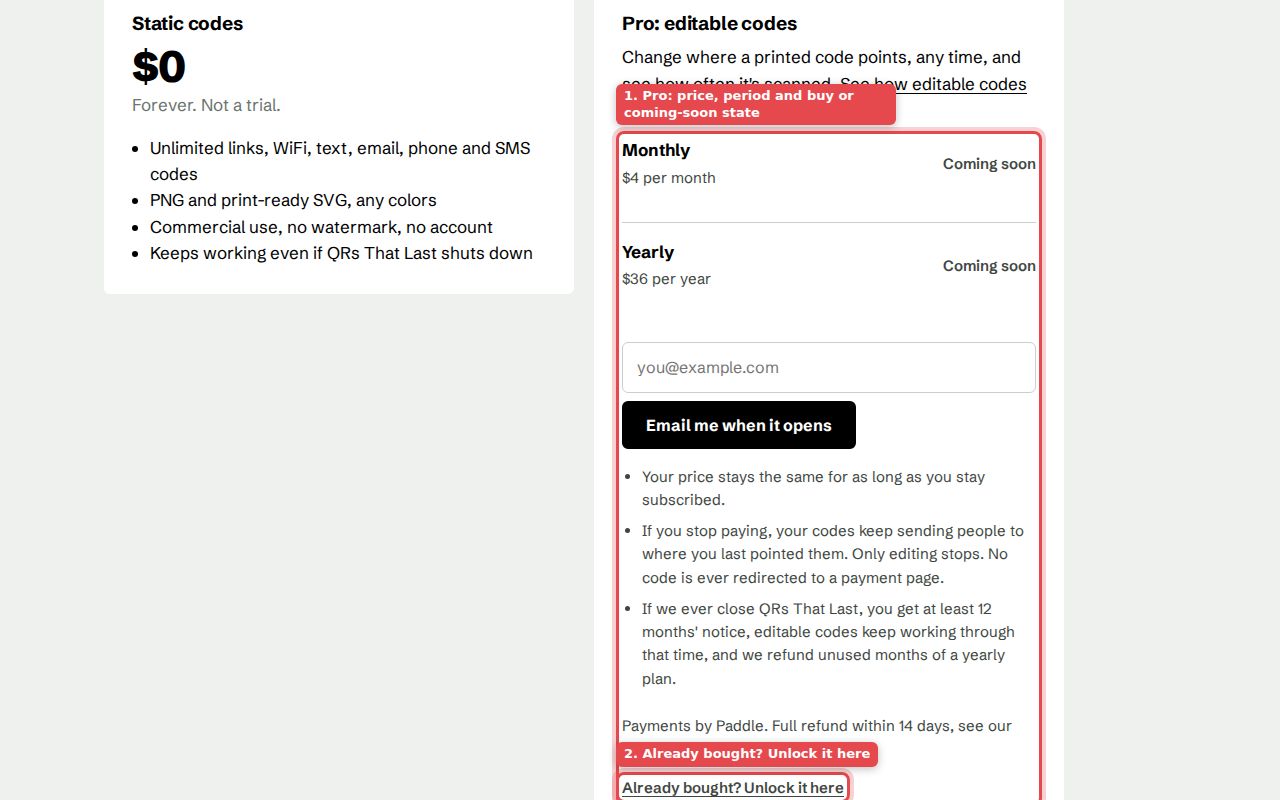 Static codes
$0
Forever. Not a trial.
Unlimited links, WiFi, text, email, phone and SMS
codes
PNG and print-ready SVG, any colors
Commercial use, no watermark, no account
Keeps working even if QRs That Last shuts down
Pro: editable codes
Change where a printed code points, any time, and
see how often it's scanned. See how editable codes
1. Pro: price, period and buy or
coming-soon state
Monthly
$4 per month
Coming soon
Yearly
$36 per year
Coming soon
you@example.com
Email me when it opens
Your price stays the same for as long as you stay
subscribed.
If you stop paying, your codes keep sending people to
where you last pointed them. Only editing stops. No
code is ever redirected to a payment page.
If we ever close QRs That Last, you get at least 12
months' notice, editable codes keep working through
that time, and we refund unused months of a yearly
plan.
Payments by Paddle. Full refund within 14 days, see our
2. Already bought? Unlock it here
Already bought? Unlock it here